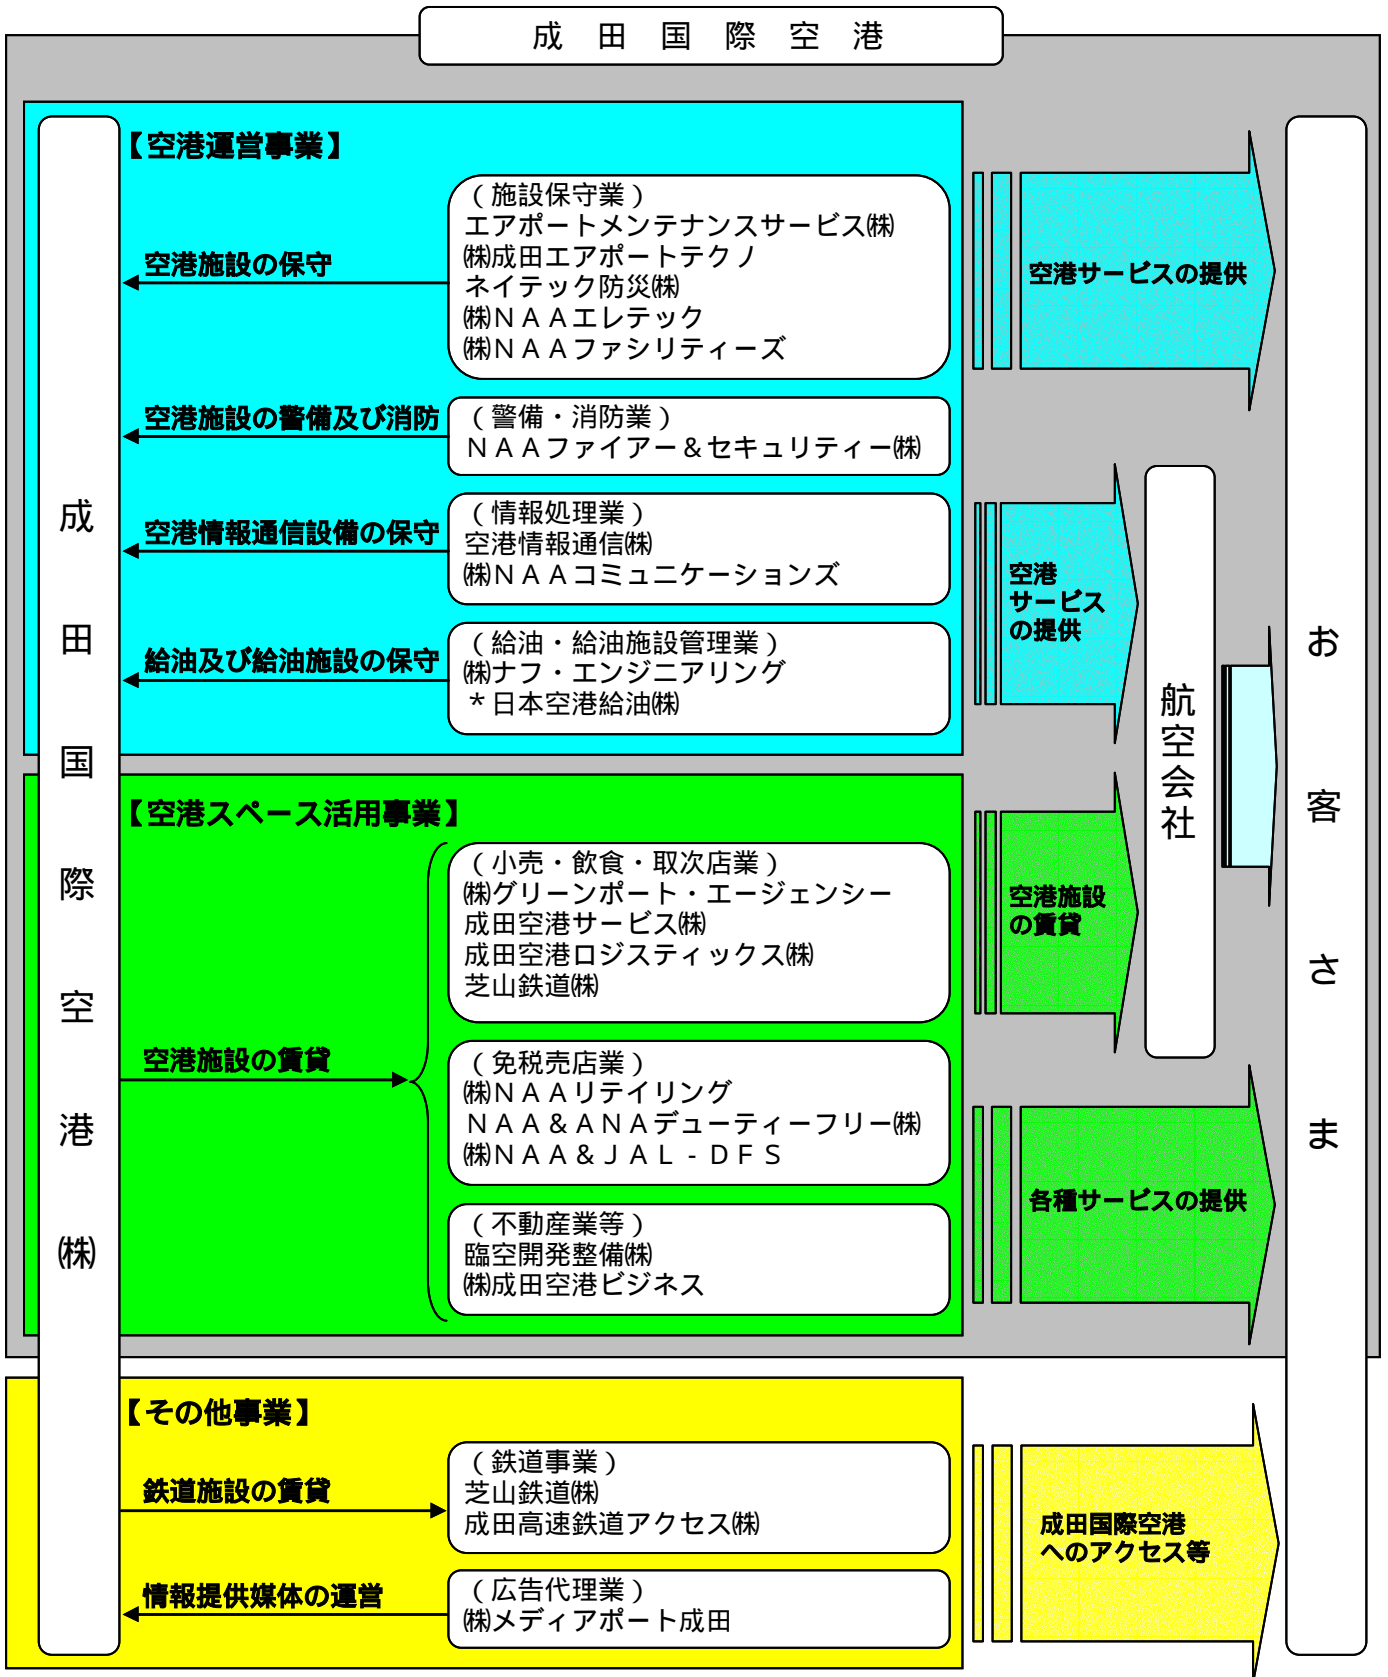 成田国際空港
【空港運営事業】
空港施設の保守
（施設保守業）
エアポートメンテナンスサービス㈱
㈱成田エアポートテクノ
ネイテック防災㈱
㈱ＮＡＡエレテック
㈱ＮＡＡファシリティーズ
空港施設の警備及び消防
（警備・消防業）
ＮＡＡファイアー＆セキュリティー㈱
空港情報通信設備の保守
（情報処理業）
空港情報通信㈱
㈱ＮＡＡコミュニケーションズ
給油及び給油施設の保守
（給油・給油施設管理業）
㈱ナフ・エンジニアリング
＊日本空港給油㈱
空港サービスの提供
空港
サービス
の提供
成田国際空港㈱
航空会社
お客さま
【空港スペース活用事業】
空港施設の賃貸
（小売・飲食・取次店業）
㈱グリーンポート・エージェンシー
成田空港サービス㈱
成田空港ロジスティックス㈱
芝山鉄道㈱
（免税売店業）
㈱ＮＡＡリテイリング
ＮＡＡ＆ＡＮＡデューティーフリー㈱
㈱ＮＡＡ＆ＪＡＬ‐ＤＦＳ
（不動産業等）
臨空開発整備㈱
㈱成田空港ビジネス
空港施設
の賃貸
各種サービスの提供
【その他事業】
鉄道施設の賃貸
（鉄道事業）
芝山鉄道㈱
成田高速鉄道アクセス㈱
情報提供媒体の運営
（広告代理業）
㈱メディアポート成田
成田国際空港
へのアクセス等